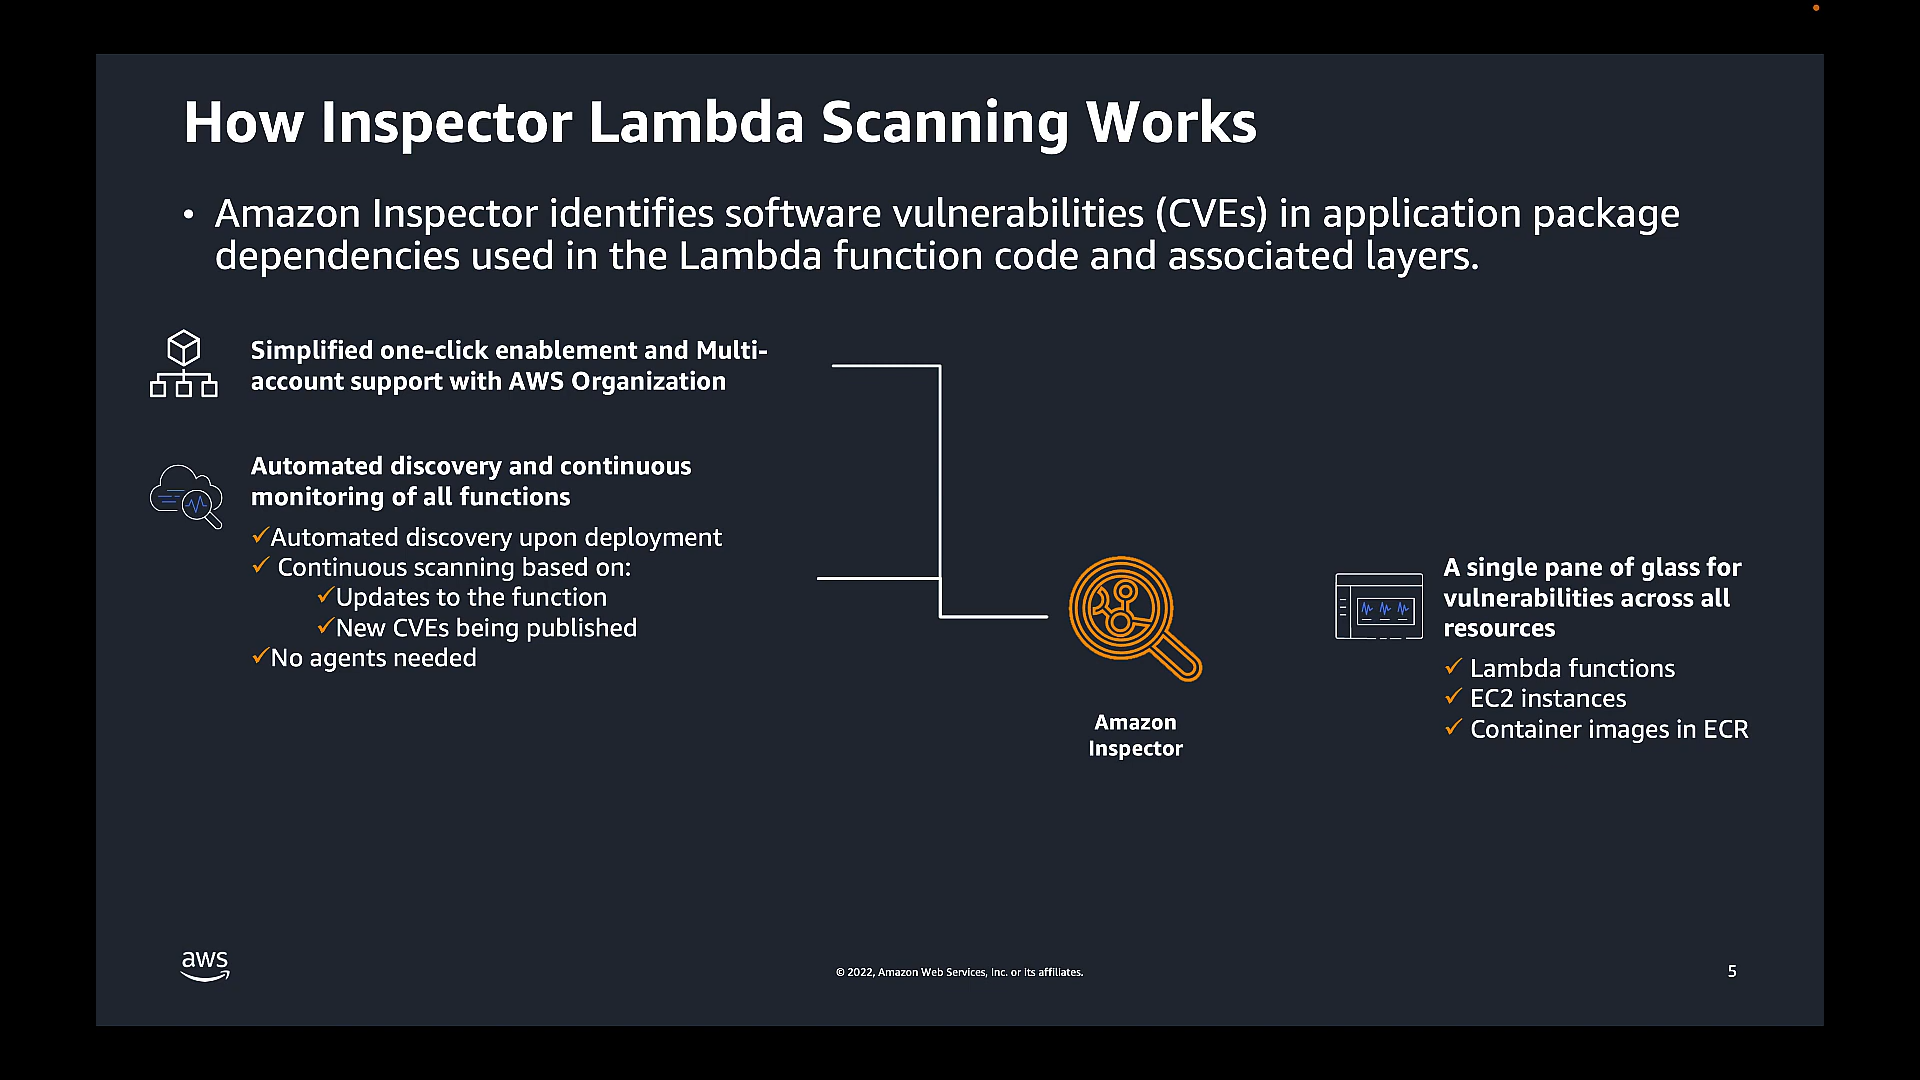 How Inspector Lambda Scanning Works
• Amazon Inspector identifies software vulnerabilities (CVEs) in application package
dependencies used in the Lambda function code and associated layers.
Simplified one-click enablement and Multi-
account support with AWS Organization
Automated discovery and continuous
monitoring of all functions
✓Automated discovery upon deployment
✓ Continuous scanning based on:
✓Updates to the function
✓New CVEs being published
✓No agents needed
Amazon
Inspector
A single pane of glass for
vulnerabilities across all
resources
✓ Lambda functions
✓ EC2 instances
✓ Container images in ECR
aws
© 2022, Amazon Web Services, Inc. or its affiliates.
5